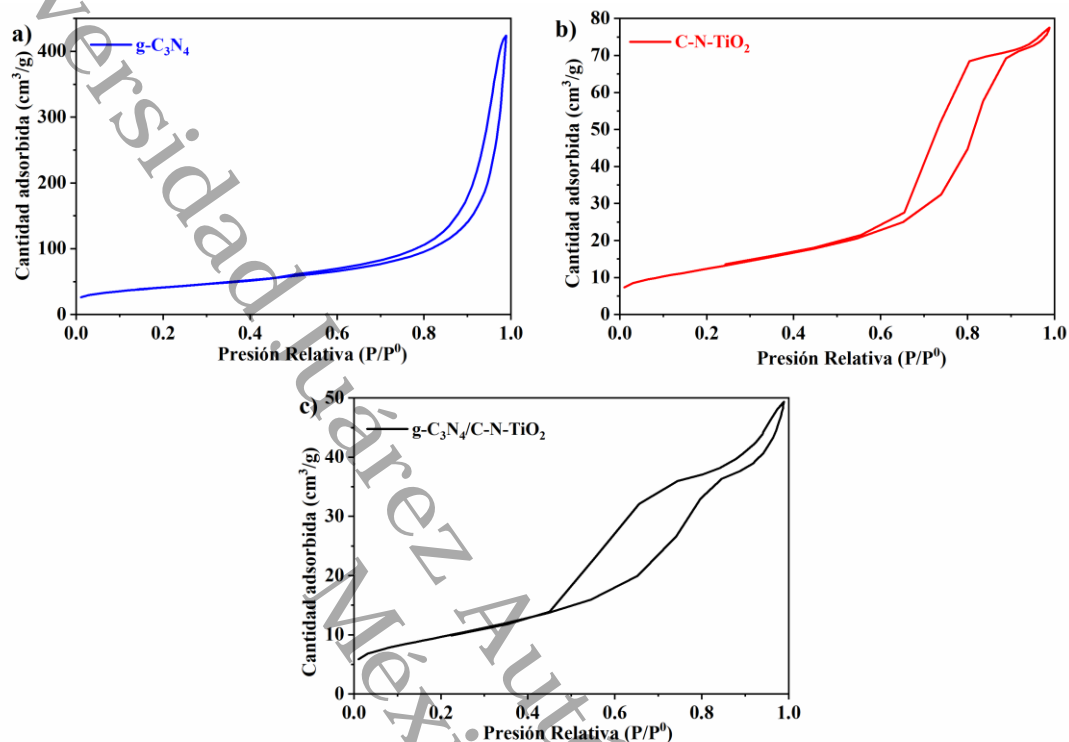 a)
g-C₃N₄
Cantidad adsorbida (cm³/g)
400
300
200
100
0
0.0 0.2 0.4 0.6 0.8 1.0
Presión Relativa (P/P⁰)
b)
C-N-TiO₂
Cantidad adsorbida (cm³/g)
80
70
60
50
40
30
20
10
0
0.0 0.2 0.4 0.6 0.8 1.0
Presión Relativa (P/P⁰)
c)
g-C₃N₄/C-N-TiO₂
Cantidad adsorbida (cm³/g)
50
40
30
20
10
0
0.0 0.2 0.4 0.6 0.8 1.0
Presión Relativa (P/P⁰)
versidad Juárez Aut
Méxi